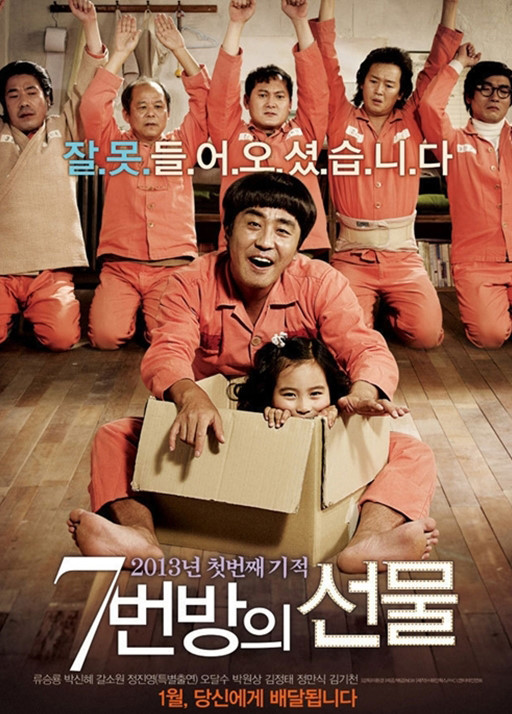 잘.못.들.어.오.셨.습.니.다
2013년 첫번째 기적
7번방의 선물
류승룡 박신혜 갈소원 정진영(특별출연) 오달수 박원상 김정태 정만식 김기천
1월, 당신에게 배달됩니다